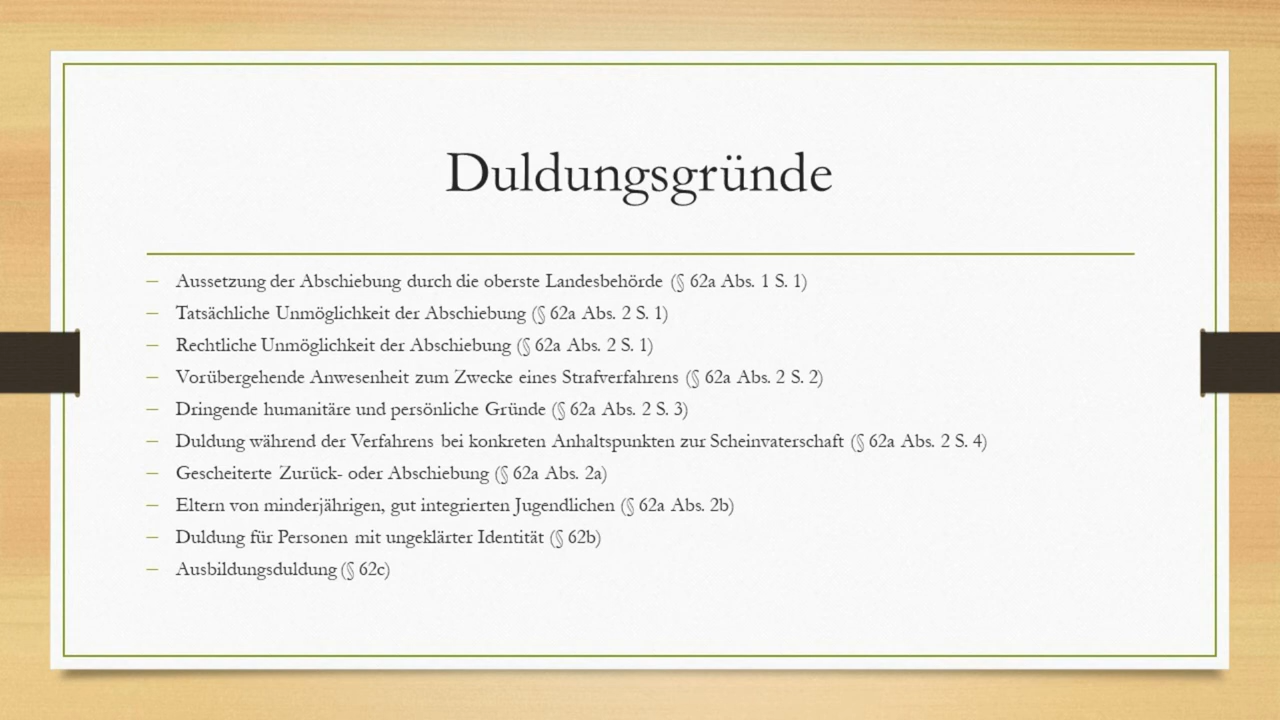 Duldungsgründe
– Aussetzung der Abschiebung durch die oberste Landesbehörde (§ 62a Abs. 1 S. 1)
– Tatsächliche Unmöglichkeit der Abschiebung (§ 62a Abs. 2 S. 1)
– Rechtliche Unmöglichkeit der Abschiebung (§ 62a Abs. 2 S. 1)
– Vorübergehende Anwesenheit zum Zwecke eines Strafverfahrens (§ 62a Abs. 2 S. 2)
– Dringende humanitäre und persönliche Gründe (§ 62a Abs. 2 S. 3)
– Duldung während der Verfahrens bei konkreten Anhaltspunkten zur Scheinvaterschaft (§ 62a Abs. 2 S. 4)
– Gescheiterte Zurück- oder Abschiebung (§ 62a Abs. 2a)
– Eltern von minderjährigen, gut integrierten Jugendlichen (§ 62a Abs. 2b)
– Duldung für Personen mit ungeklärter Identität (§ 62b)
– Ausbildungsduldung (§ 62c)